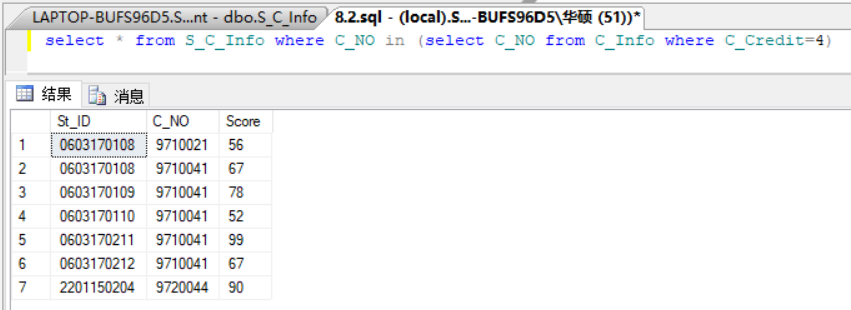 LAPTOP-BUFS96D5.S...nt - dbo.S_C_Info 8.2.sql - (local).S...-BUFS96D5\华硕 (51))*
select * from S_C_Info where C_NO in (select C_NO from C_Info where C_Credit=4)
结果 消息
St_ID C_NO Score
1 0603170108 9710021 56
2 0603170108 9710041 67
3 0603170109 9710041 78
4 0603170110 9710041 52
5 0603170211 9710041 99
6 0603170212 9710041 67
7 2201150204 9720044 90